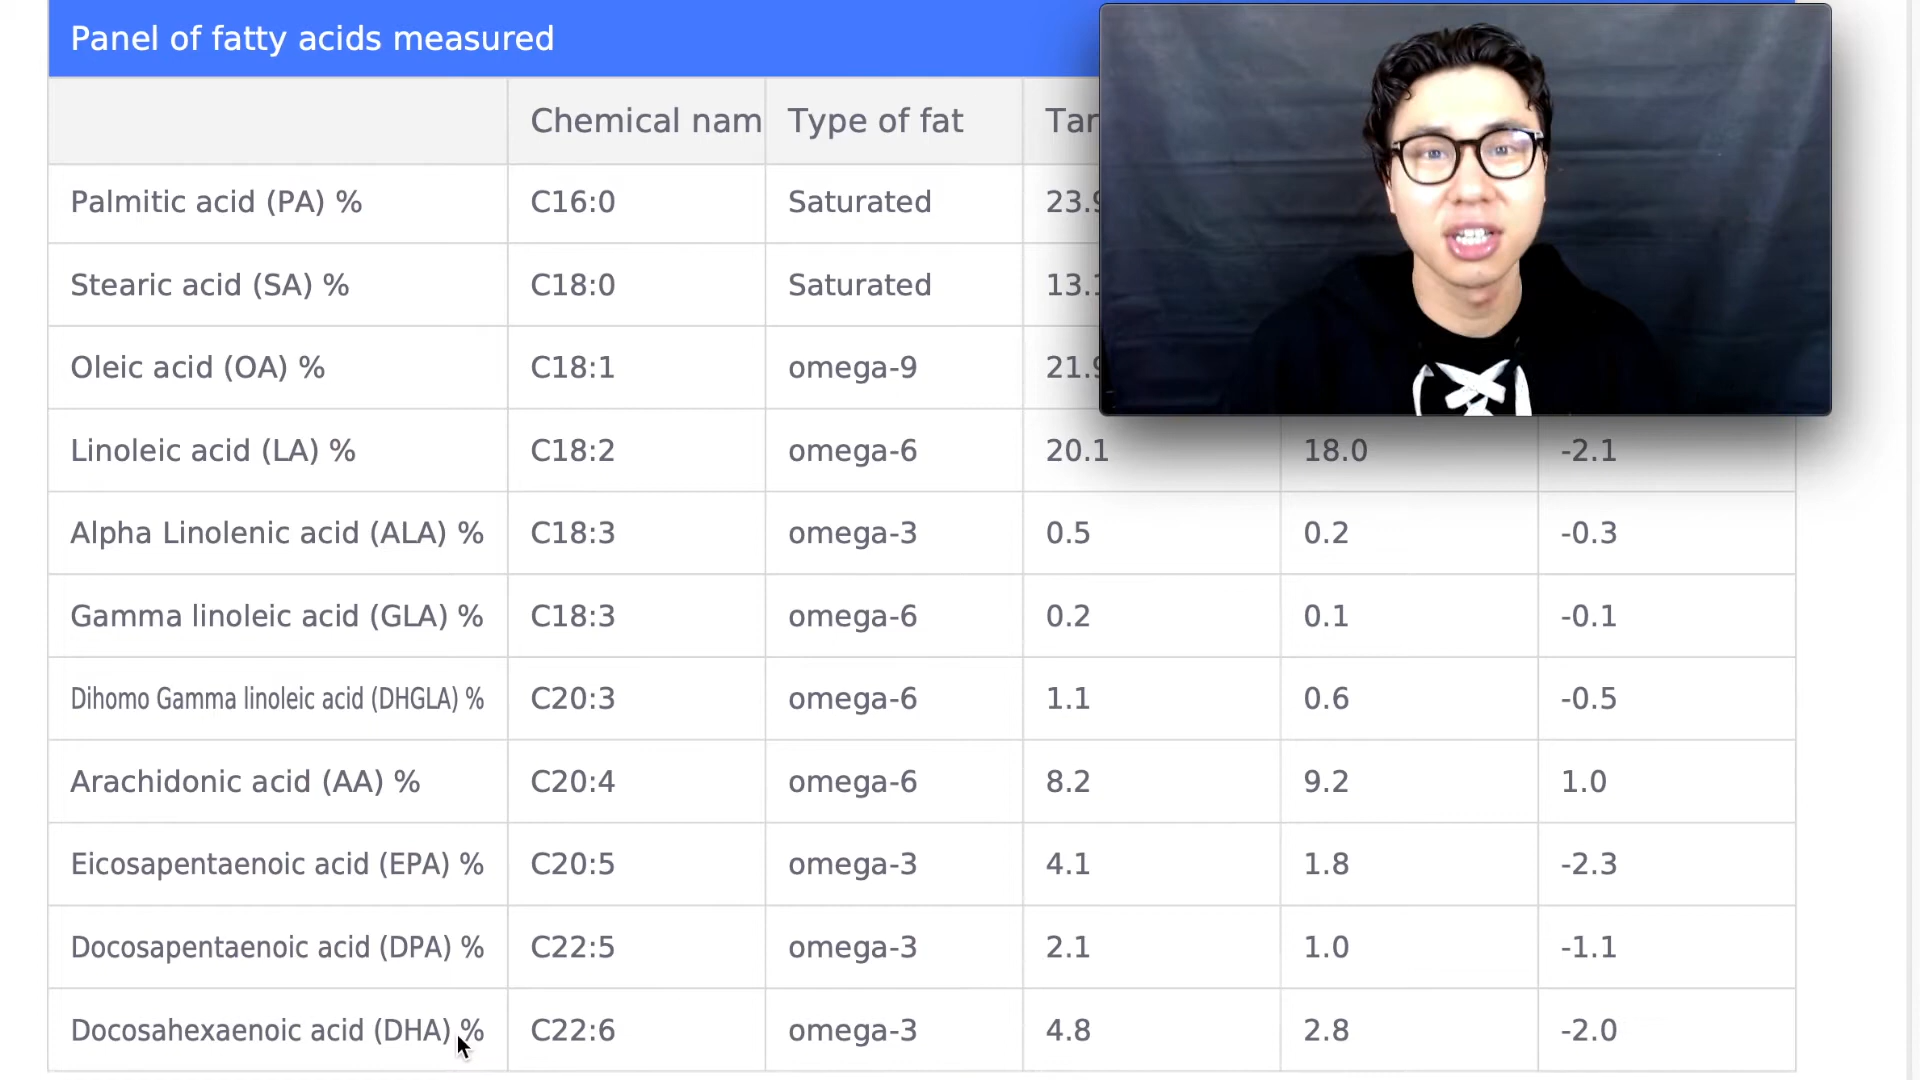 Panel of fatty acids measured
Chemical nam Type of fat Tar
Palmitic acid (PA) % C16:0 Saturated 23.9
Stearic acid (SA) % C18:0 Saturated 13.1
Oleic acid (OA) % C18:1 omega-9 21.9
Linoleic acid (LA) % C18:2 omega-6 20.1 18.0 -2.1
Alpha Linolenic acid (ALA) % C18:3 omega-3 0.5 0.2 -0.3
Gamma linoleic acid (GLA) % C18:3 omega-6 0.2 0.1 -0.1
Dihomo Gamma linoleic acid (DHGLA) % C20:3 omega-6 1.1 0.6 -0.5
Arachidonic acid (AA) % C20:4 omega-6 8.2 9.2 1.0
Eicosapentaenoic acid (EPA) % C20:5 omega-3 4.1 1.8 -2.3
Docosapentaenoic acid (DPA) % C22:5 omega-3 2.1 1.0 -1.1
Docosahexaenoic acid (DHA) % C22:6 omega-3 4.8 2.8 -2.0